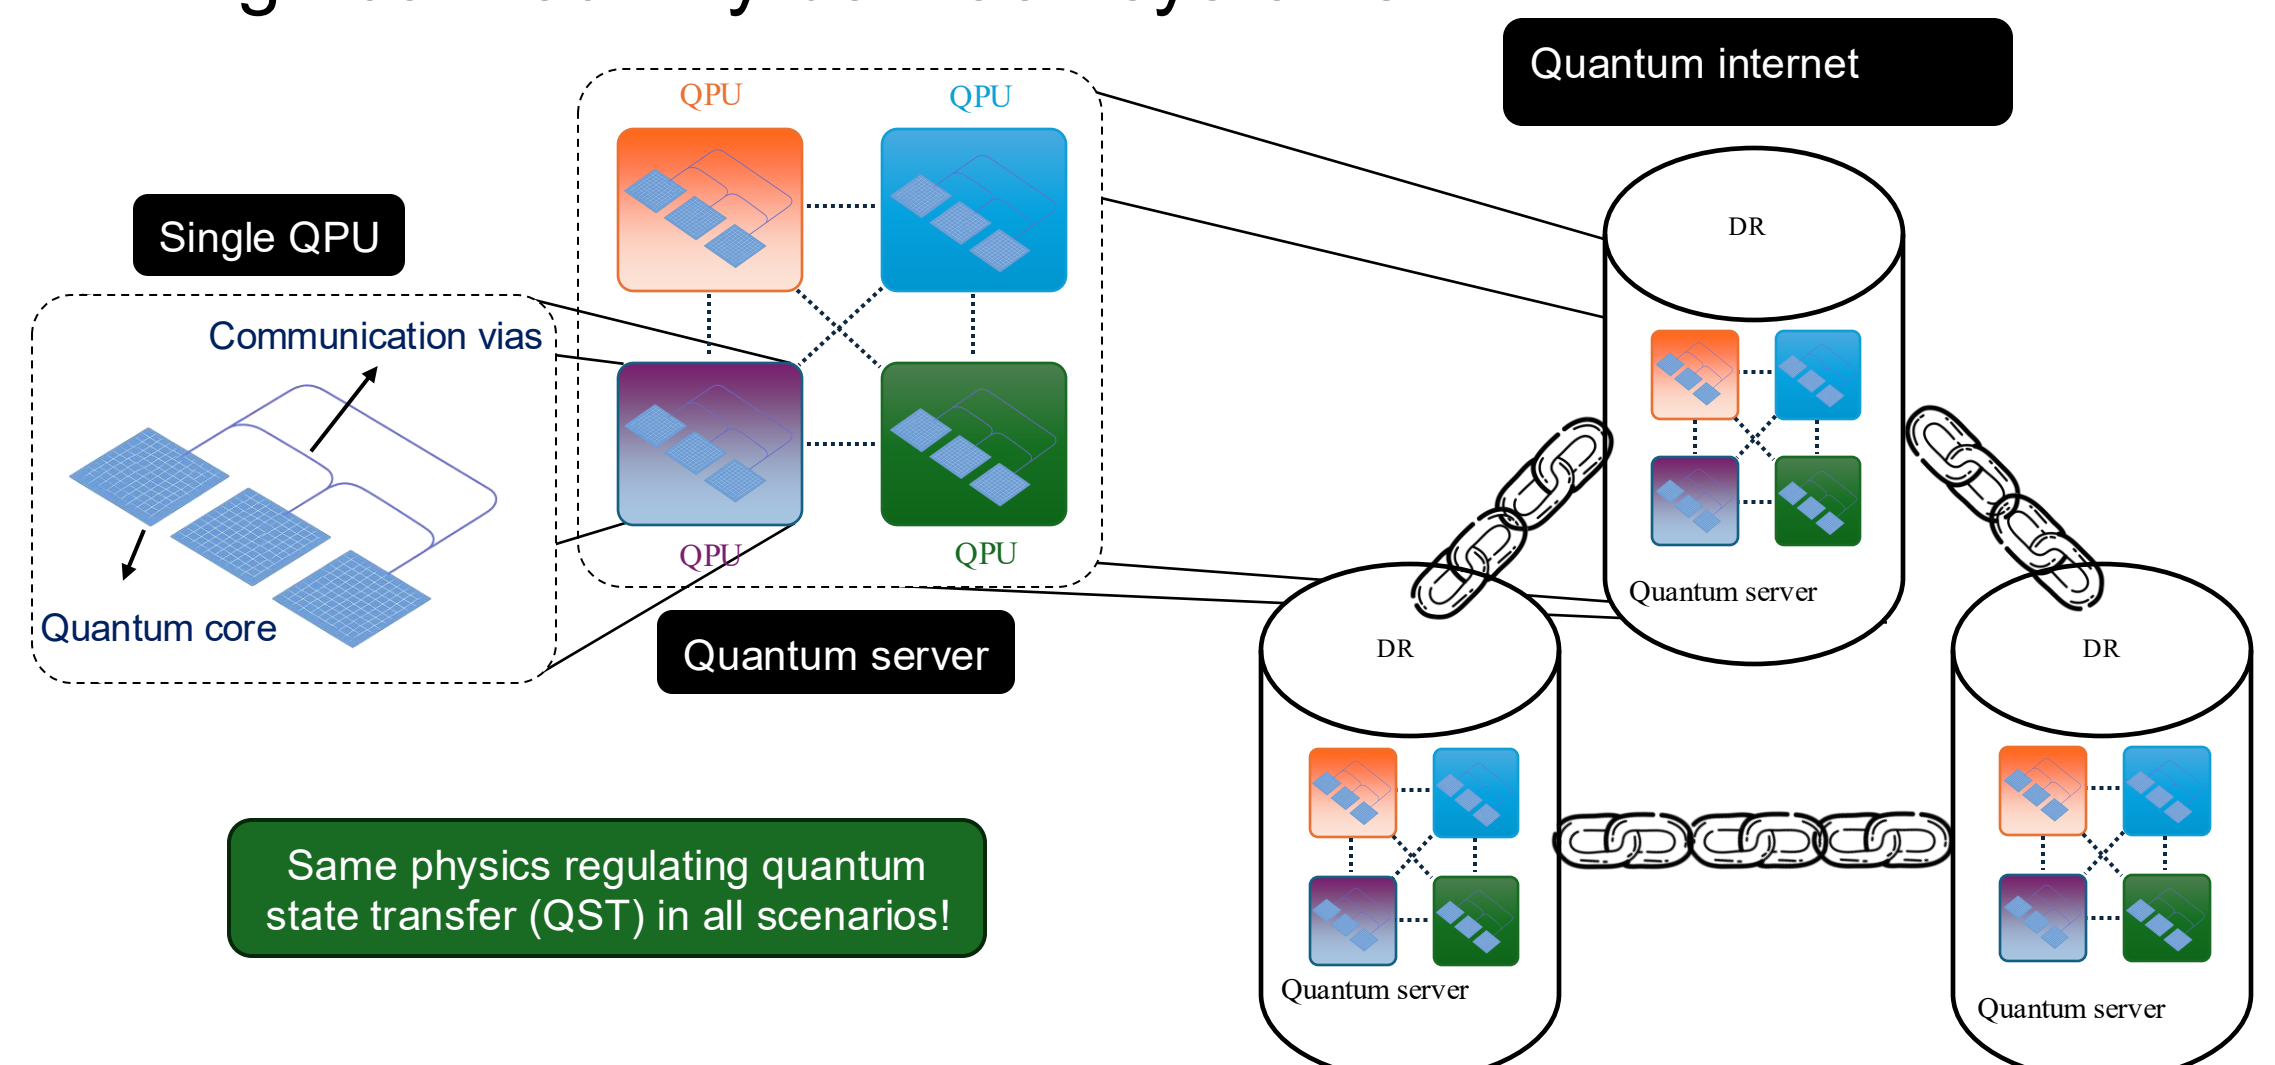 Quantum internet
QPU
QPU
Single QPU
DR
Communication vias
QPU
QPU
Quantum core
Quantum server
Quantum server
DR
DR
Same physics regulating quantum
state transfer (QST) in all scenarios!
Quantum server
Quantum server